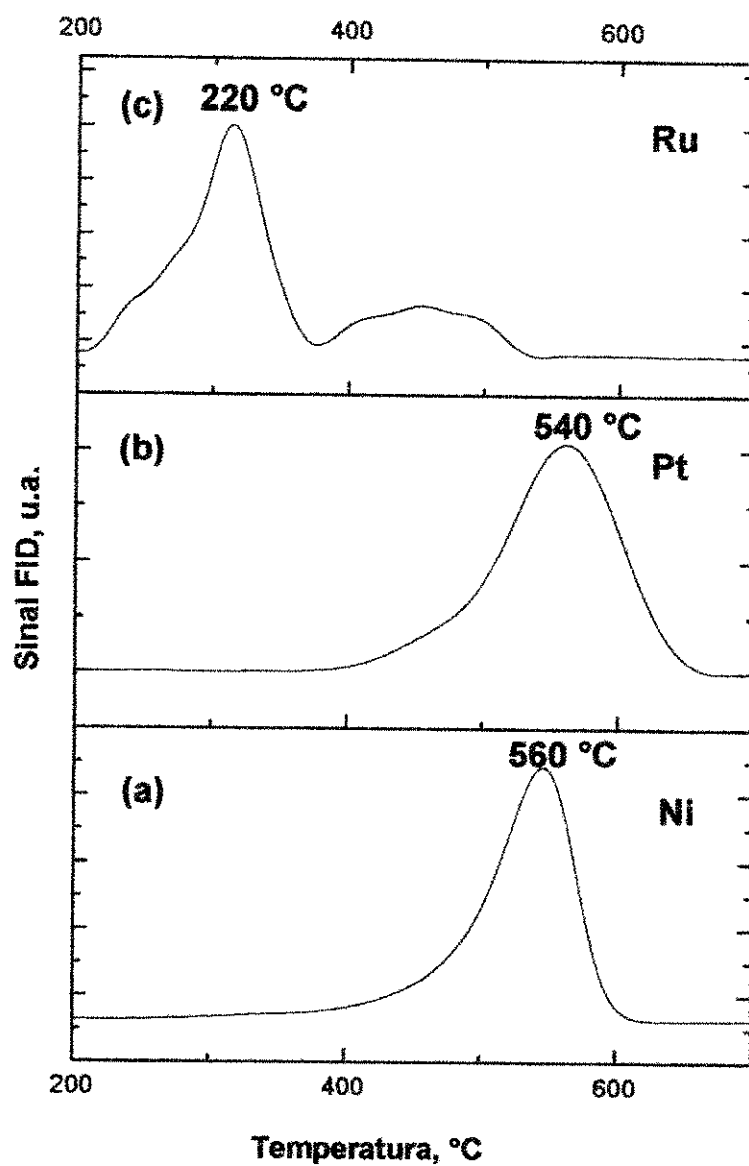 200 400 600
(c) 220 °C
Ru
(b) 540 °C
Pt
Sinal FID, u.a.
(a) 560 °C
Ni
200 400 600
Temperatura, °C